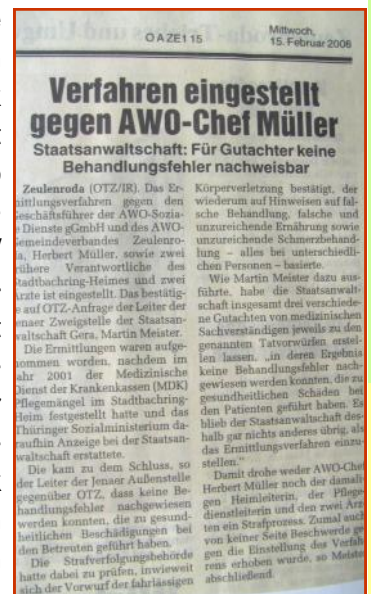 OAZE1 15
Mittwoch,
15. Februar 2006
Verfahren eingestellt
gegen AWO-Chef Müller
Staatsanwaltschaft: Für Gutachter keine
Behandlungsfehler nachweisbar
Zeulenroda (OTZ/IR). Das Er-
mittlungsverfahren gegen den
Geschäftsführer der AWO-Sozia-
le Dienste gGmbH und des AWO-
Gemeindeverbandes Zeulenro-
da, Herbert Müller, sowie zwei
frühere Verantwortliche des
Stadtbachring-Heimes und zwei
Ärzte ist eingestellt. Das bestätig-
te auf OTZ-Anfrage der Leiter der
Jenaer Zweigstelle der Staatsan-
waltschaft Gera, Martin Meister.
Die Ermittlungen waren aufge-
nommen worden, nachdem im
Jahr 2001 der Medizinische
Dienst der Krankenkassen (MDK)
Pflegemängel im Stadtbachring-
Heim festgestellt hatte und das
Thüringer Sozialministerium da-
raufhin Anzeige bei der Staatsan-
waltschaft erstattete.
Die kam zu dem Schluss, so
der Leiter der Jenaer Außenstelle
gegenüber OTZ, dass keine Be-
handlungsfehler nachgewiesen
werden konnten, die zu gesund-
heitlichen Beschädigungen bei
den Betreuten geführt haben.
Die Strafverfolgungsbehörde
hatte dabei zu prüfen, inwieweit
sich der Vorwurf der fahrlässigen
Körperverletzung bestätigt, der
wiederum auf Hinweisen auf fal-
sche Behandlung, falsche und
unzureichende Ernährung sowie
unzureichende Schmerzbehand-
lung – alles bei unterschiedli-
chen Personen – basierte.
Wie Martin Meister dazu aus-
führte, habe die Staatsanwalt-
schaft insgesamt drei verschiede-
ne Gutachten von medizinischen
Sachverständigen jeweils zu den
genannten Tatvorwürfen erstel-
len lassen, „in deren Ergebnis
keine Behandlungsfehler nach-
gewiesen werden konnten, die zu
gesundheitlichen Schäden bei
den Patienten geführt haben. Es
blieb der Staatsanwaltschaft des-
halb gar nichts anderes übrig, als
das Ermittlungsverfahren einzu-
stellen."
Damit drohe weder AWO-Chef
Herbert Müller noch der damali-
gen Heimleiterin, der Pflege-
dienstleiterin und den zwei Ärz-
ten ein Strafprozess. Zumal auch
von keiner Seite Beschwerde ge-
gen die Einstellung des Verfah-
rens erhoben wurde, so Meister
abschließend.